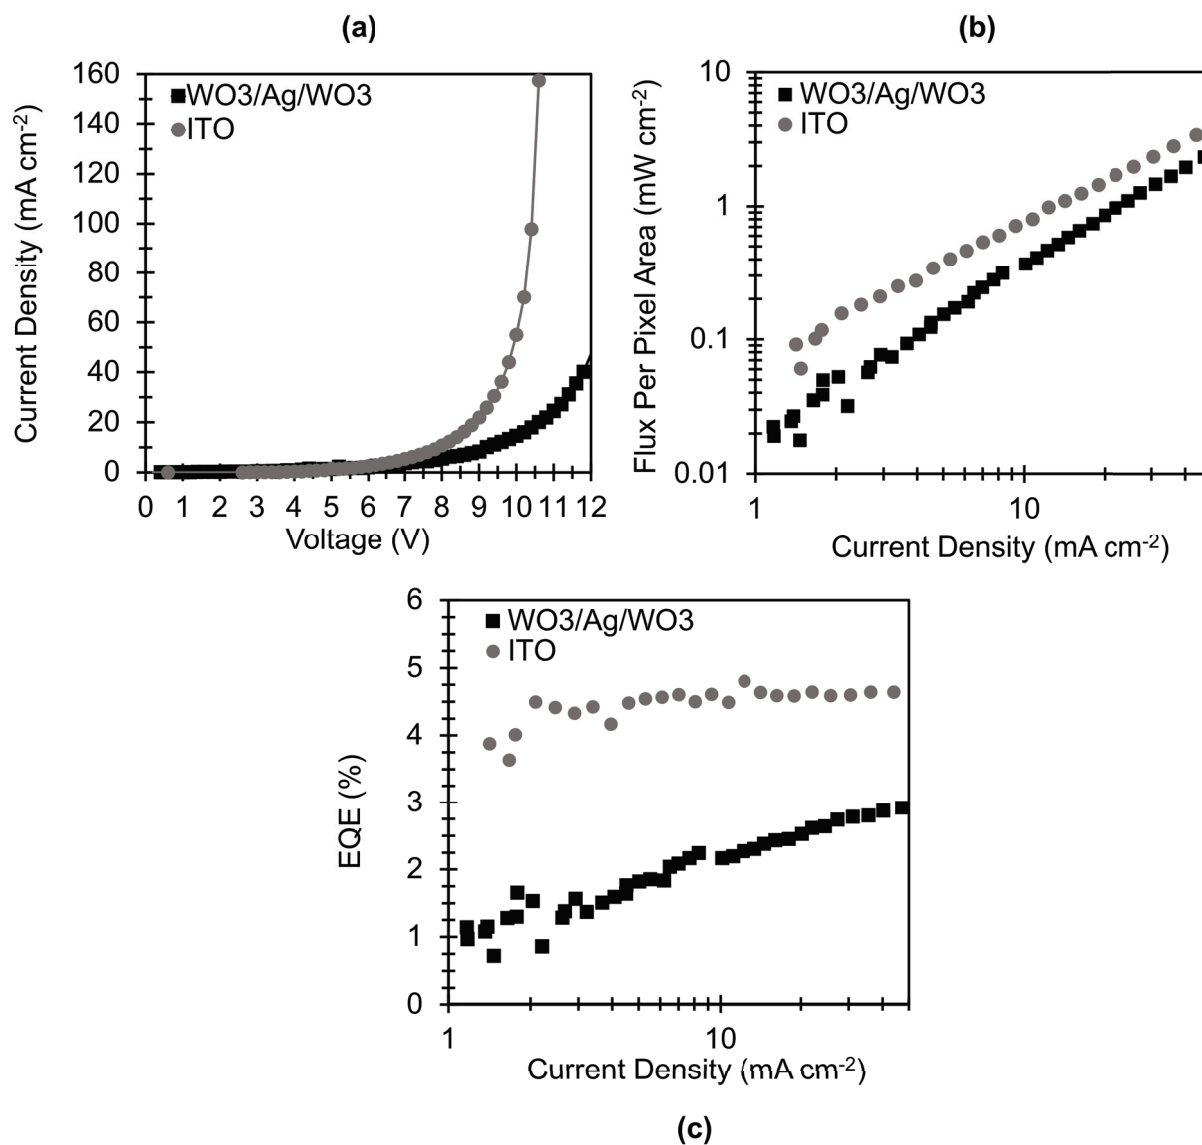 (a)
160
140
120
100
80
60
40
20
0
Current Density (mA cm-2)
WO3/Ag/WO3
ITO
0 1 2 3 4 5 6 7 8 9 10 11 12
Voltage (V)
(b)
10
1
0.1
0.01
Flux Per Pixel Area (mW cm-2)
WO3/Ag/WO3
ITO
1 10
Current Density (mA cm-2)
6
5
4
3
2
1
0
EQE (%)
WO3/Ag/WO3
ITO
1 10
Current Density (mA cm-2)
(c)